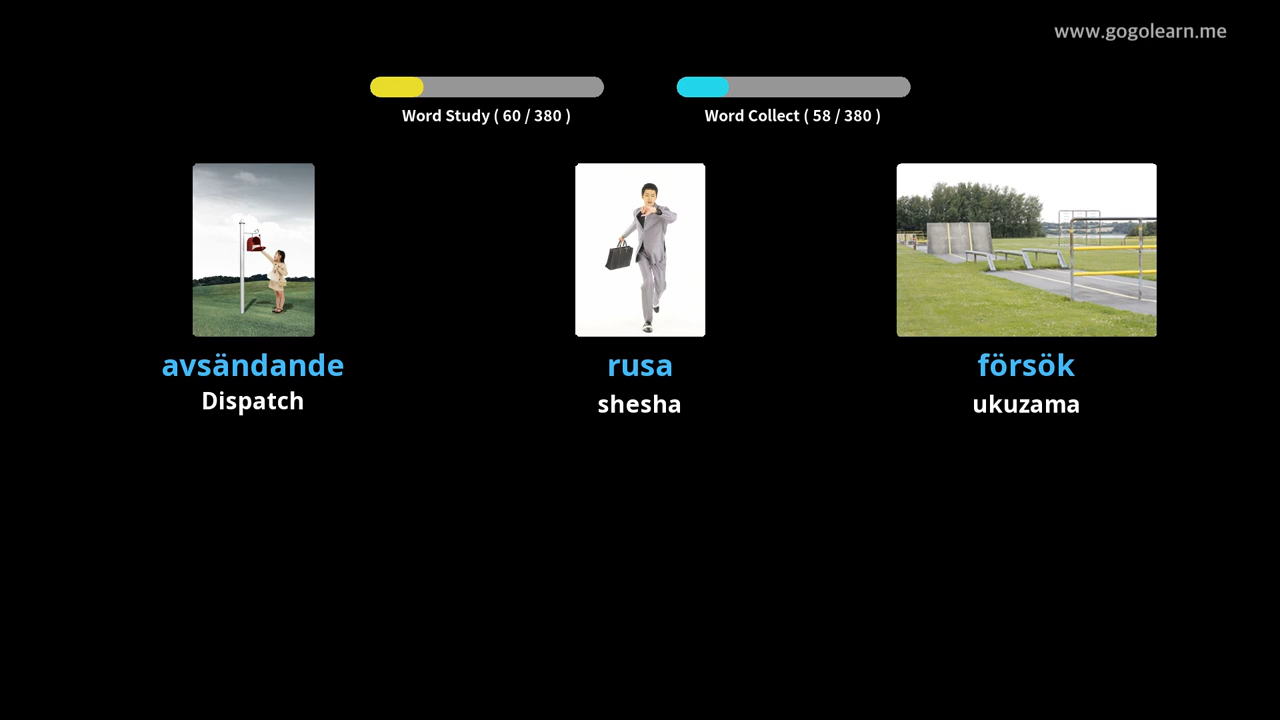 www.gogolearn.me
Word Study ( 60 / 380 )
Word Collect ( 58 / 380 )
avsändande
rusa
försök
Dispatch
shesha
ukuzama